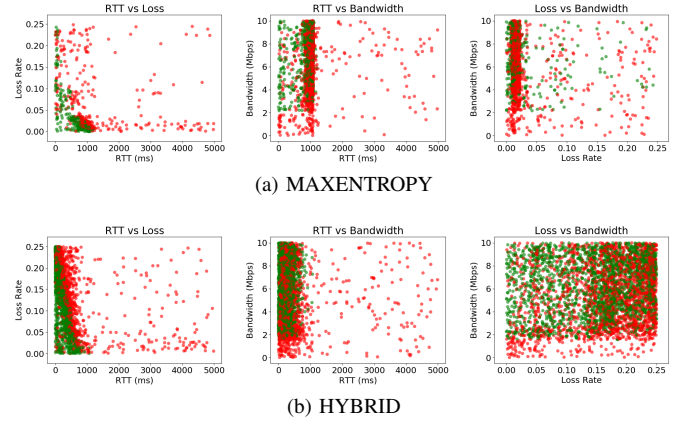 RTT vs Loss
Loss Rate
0.25
0.20
0.15
0.10
0.05
0.00
0 1000 2000 3000 4000 5000
RTT (ms)
RTT vs Bandwidth
Bandwidth (Mbps)
10
8
6
4
2
0
0 1000 2000 3000 4000 5000
RTT (ms)
Loss vs Bandwidth
Bandwidth (Mbps)
10
8
6
4
2
0
0.00 0.05 0.10 0.15 0.20 0.25
Loss Rate
(a) MAXENTROPY
RTT vs Loss
Loss Rate
0.25
0.20
0.15
0.10
0.05
0.00
0 1000 2000 3000 4000 5000
RTT (ms)
RTT vs Bandwidth
Bandwidth (Mbps)
10
8
6
4
2
0
0 1000 2000 3000 4000 5000
RTT (ms)
Loss vs Bandwidth
Bandwidth (Mbps)
10
8
6
4
2
0
0.00 0.05 0.10 0.15 0.20 0.25
Loss Rate
(b) HYBRID